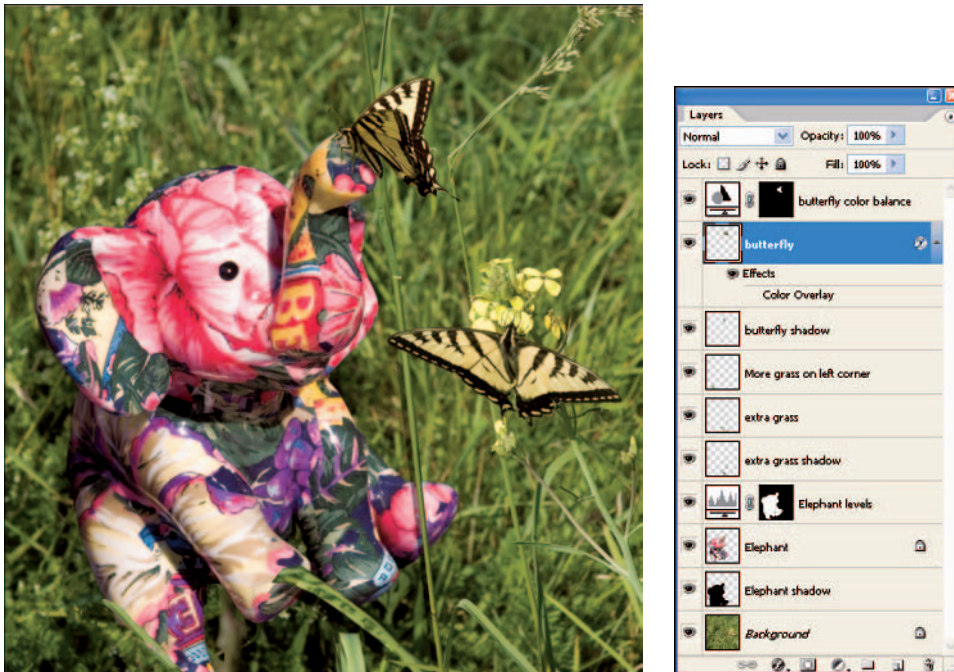 BE
Layers
Normal
Opacity: 100%
Lock:
Fill: 100%
butterfly color balance
butterfly
Effects
Color Overlay
butterfly shadow
More grass on left corner
extra grass
extra grass shadow
Elephant levels
Elephant
Elephant shadow
Background